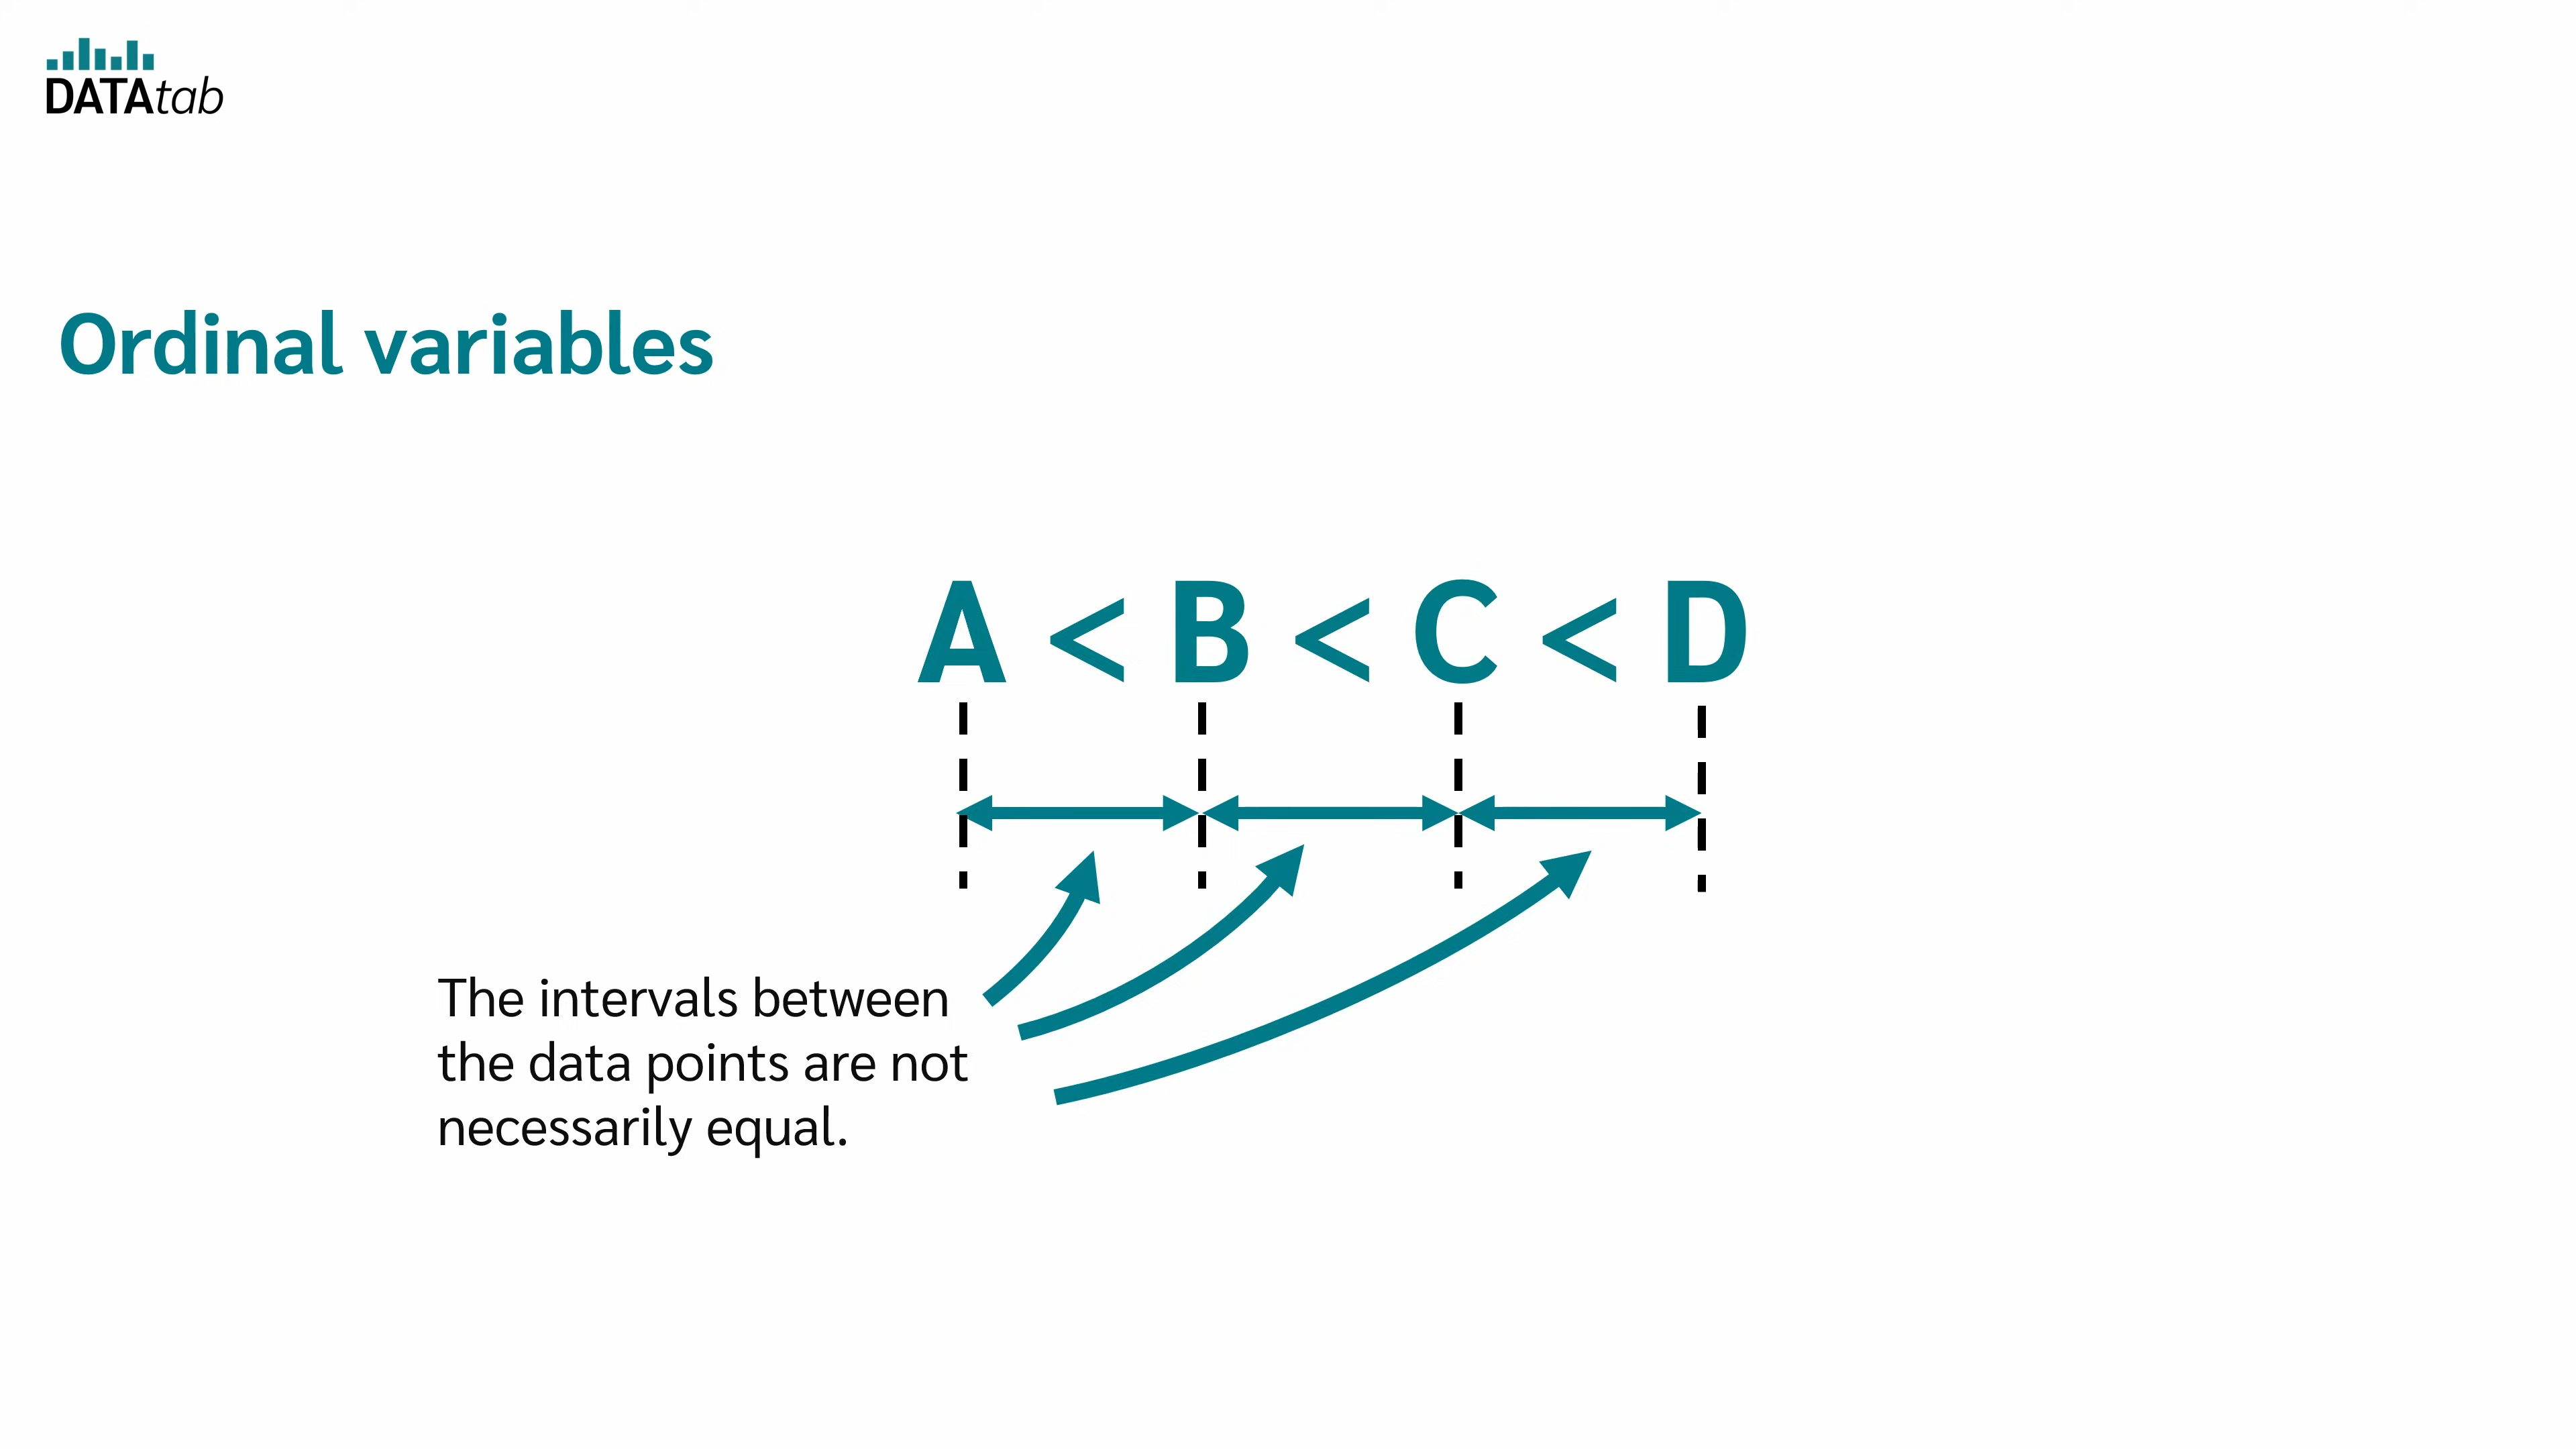 DATAtab
Ordinal variables
A < B < C < D
The intervals between
the data points are not
necessarily equal.